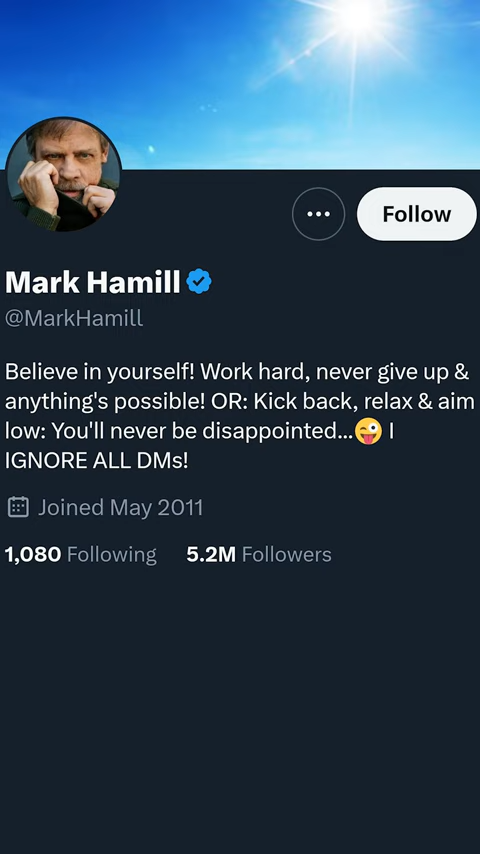 Follow
Mark Hamill
@MarkHamill
Believe in yourself! Work hard, never give up &
anything's possible! OR: Kick back, relax & aim
low: You'll never be disappointed...😜 I
IGNORE ALL DMs!
Joined May 2011
1,080 Following 5.2M Followers